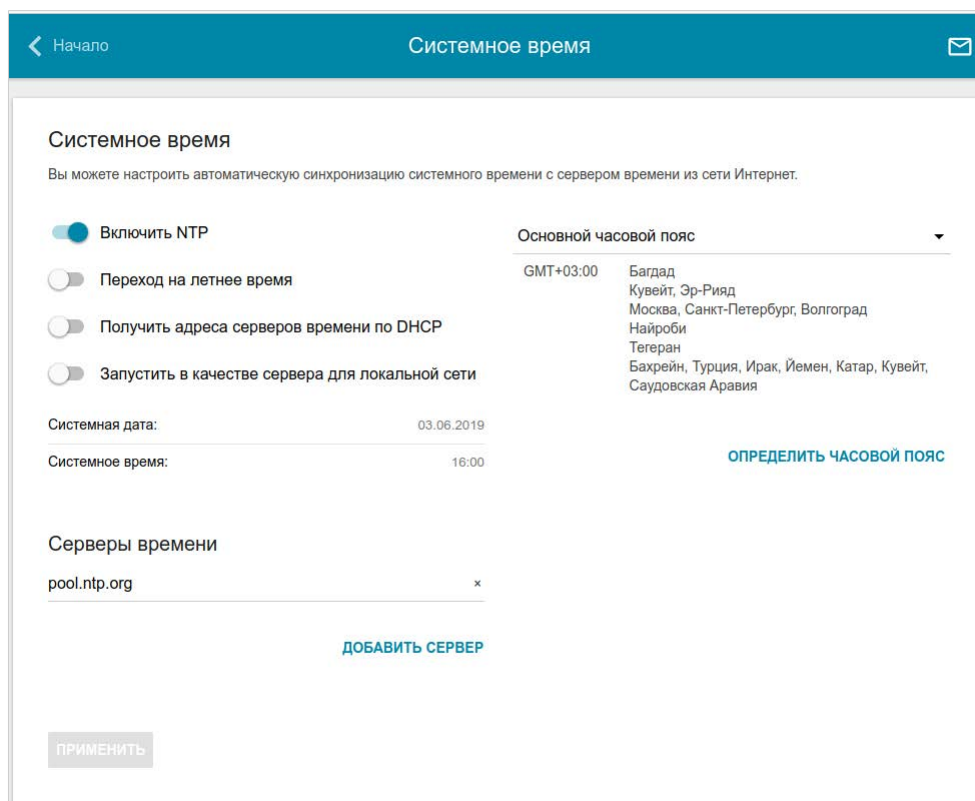 Начало
Системное время
Системное время
Вы можете настроить автоматическую синхронизацию системного времени с сервером времени из сети Интернет.
Включить NTP
Переход на летнее время
Получить адреса серверов времени по DHCP
Запустить в качестве сервера для локальной сети
Системная дата: 03.06.2019
Системное время: 16:00
Основной часовой пояс
GMT+03:00 Багдад
Кувейт, Эр-Рияд
Москва, Санкт-Петербург, Волгоград
Найроби
Тегеран
Бахрейн, Турция, Ирак, Йемен, Катар, Кувейт,
Саудовская Аравия
ОПРЕДЕЛИТЬ ЧАСОВОЙ ПОЯС
Серверы времени
pool.ntp.org ×
ДОБАВИТЬ СЕРВЕР
ПРИМЕНИТЬ